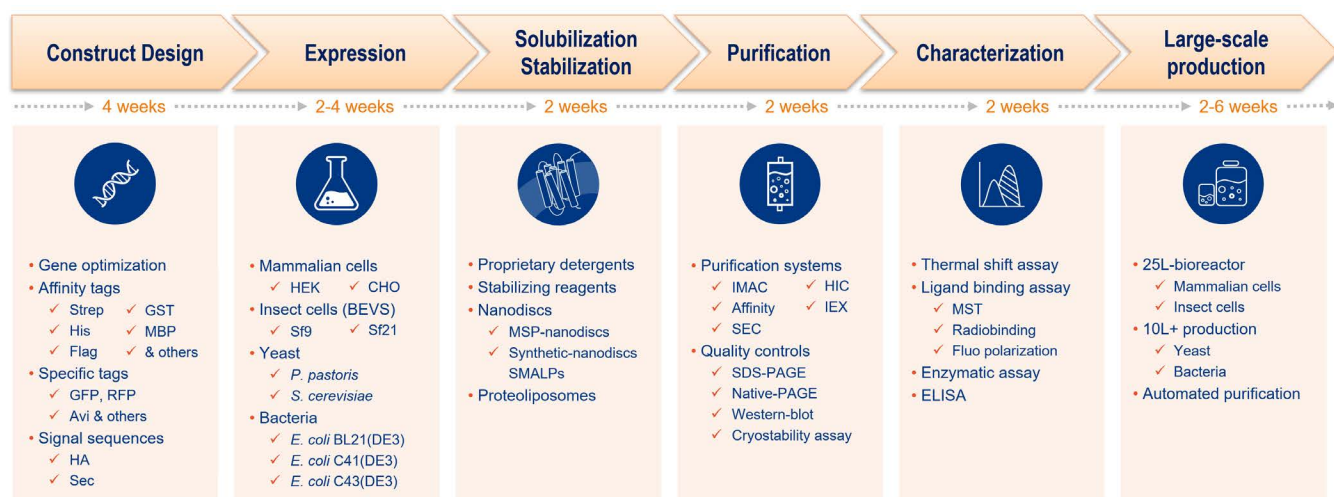 Construct Design
4 weeks
• Gene optimization
• Affinity tags
✓ Strep ✓ GST
✓ His ✓ MBP
✓ Flag ✓ & others
• Specific tags
✓ GFP, RFP
✓ Avi & others
• Signal sequences
✓ HA
✓ Sec
Expression
2-4 weeks
• Mammalian cells
✓ HEK ✓ CHO
• Insect cells (BEVS)
✓ Sf9 ✓ Sf21
• Yeast
✓ P. pastoris
✓ S. cerevisiae
• Bacteria
✓ E. coli BL21(DE3)
✓ E. coli C41(DE3)
✓ E. coli C43(DE3)
Solubilization
Stabilization
2 weeks
• Proprietary detergents
• Stabilizing reagents
• Nanodiscs
✓ MSP-nanodiscs
✓ Synthetic-nanodiscs
SMALPs
• Proteoliposomes
Purification
2 weeks
• Purification systems
✓ IMAC ✓ HIC
✓ Affinity ✓ IEX
✓ SEC
• Quality controls
✓ SDS-PAGE
✓ Native-PAGE
✓ Western-blot
✓ Cryostability assay
Characterization
2 weeks
• Thermal shift assay
• Ligand binding assay
✓ MST
✓ Radiobinding
✓ Fluo polarization
• Enzymatic assay
• ELISA
Large-scale
production
2-6 weeks
• 25L-bioreactor
✓ Mammalian cells
✓ Insect cells
• 10L+ production
✓ Yeast
✓ Bacteria
• Automated purification